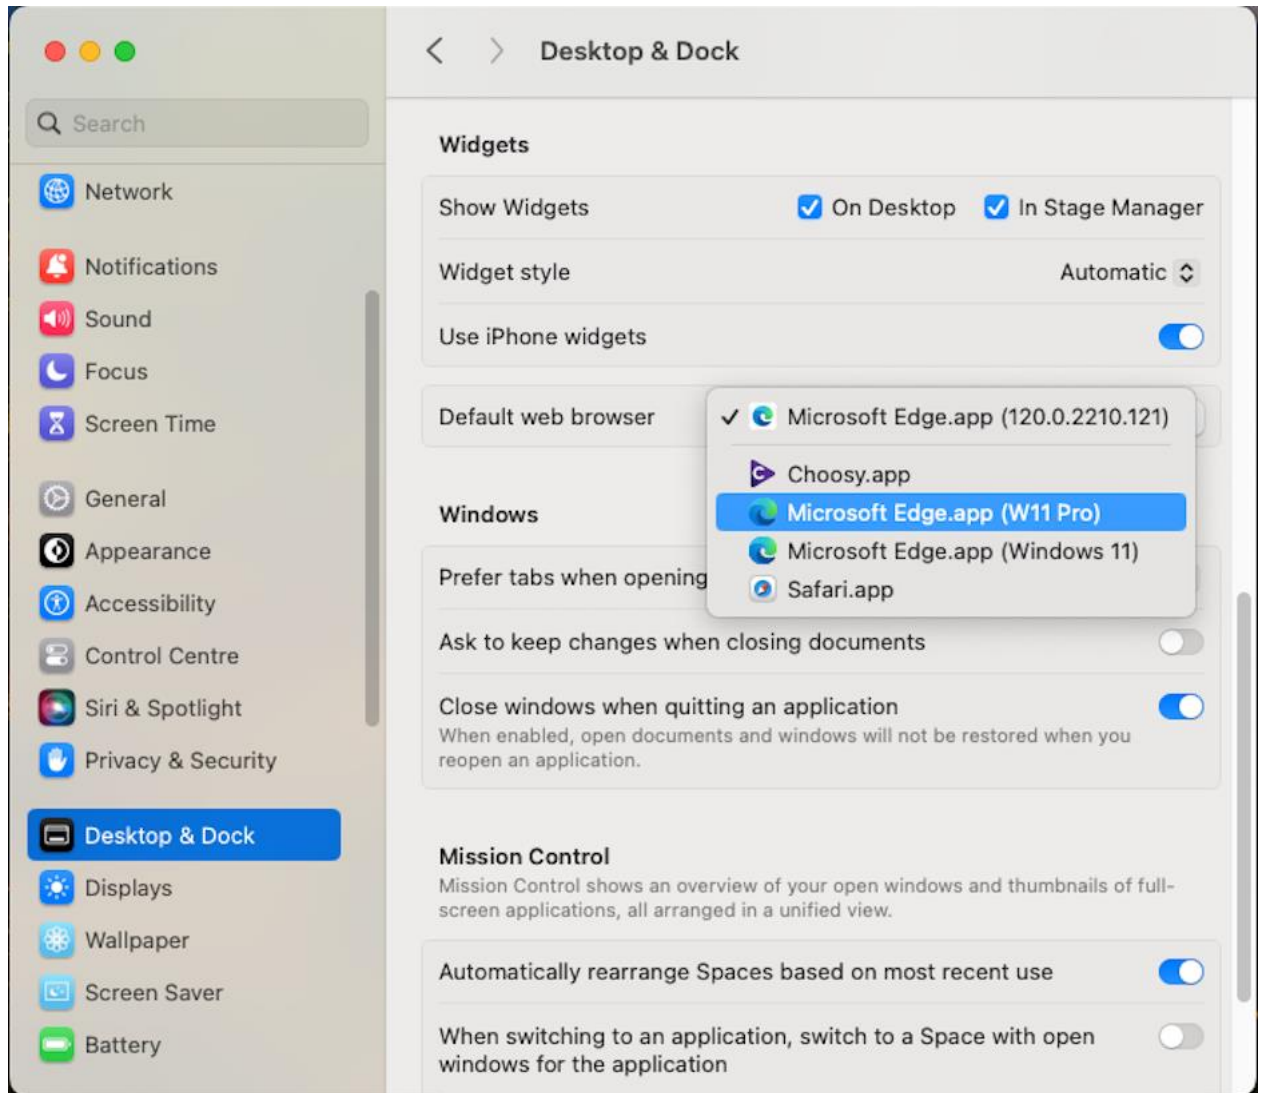 Desktop & Dock
Search
Network
Notifications
Sound
Focus
Screen Time
General
Appearance
Accessibility
Control Centre
Siri & Spotlight
Privacy & Security
Desktop & Dock
Displays
Wallpaper
Screen Saver
Battery
Widgets
Show Widgets On Desktop In Stage Manager
Widget style Automatic
Use iPhone widgets
Default web browser
Microsoft Edge.app (120.0.2210.121)
Choosy.app
Microsoft Edge.app (W11 Pro)
Microsoft Edge.app (Windows 11)
Safari.app
Windows
Prefer tabs when opening
Ask to keep changes when closing documents
Close windows when quitting an application
When enabled, open documents and windows will not be restored when you
reopen an application.
Mission Control
Mission Control shows an overview of your open windows and thumbnails of full-
screen applications, all arranged in a unified view.
Automatically rearrange Spaces based on most recent use
When switching to an application, switch to a Space with open
windows for the application